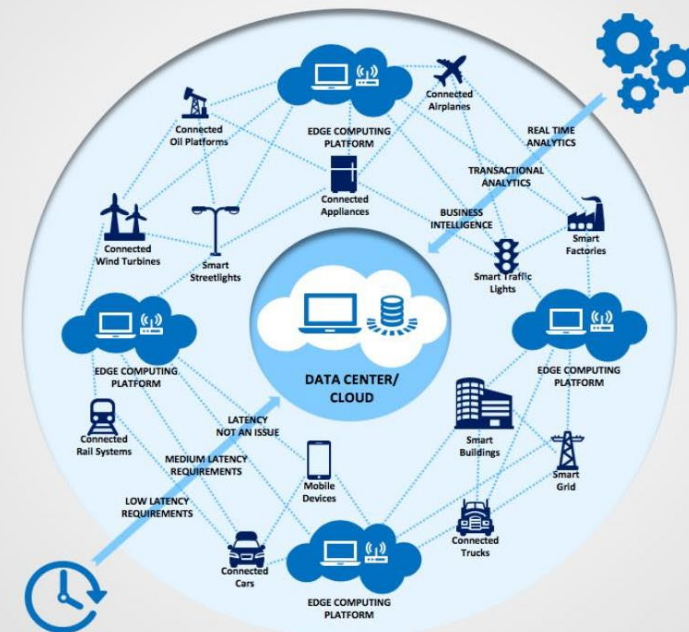 Connected
Oil Platforms
EDGE COMPUTING
PLATFORM
Connected
Airplanes
REAL TIME
ANALYTICS
TRANSACTIONAL
ANALYTICS
BUSINESS
INTELLIGENCE
Connected
Appliances
Connected
Wind Turbines
Smart
Streetlights
Smart Traffic
Lights
Smart
Factories
EDGE COMPUTING
PLATFORM
DATA CENTER/
CLOUD
EDGE COMPUTING
PLATFORM
Connected
Rail Systems
LATENCY
NOT AN ISSUE
MEDIUM LATENCY
REQUIREMENTS
LOW LATENCY
REQUIREMENTS
Mobile
Devices
Smart
Buildings
Smart
Grid
Connected
Cars
EDGE COMPUTING
PLATFORM
Connected
Trucks